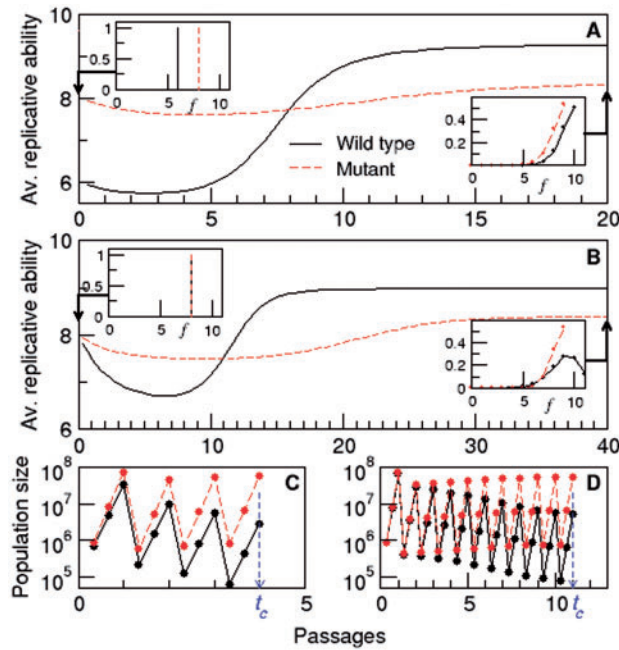 10
A
Av. replicative ability
8
6
1
0.5
0
0 5 f 10
Wild type
Mutant
0.4
0.2
0
0 5 f 10
0 5 10 15 20
10
B
Av. replicative ability
8
6
1
0.5
0
0 5 f 10
0.4
0.2
0
0 5 f 10
0 10 20 30 40
Population size
10^8
10^7
10^6
10^5
C
0 t_c 5
10^8
10^7
10^6
10^5
D
0 5 10 t_c
Passages